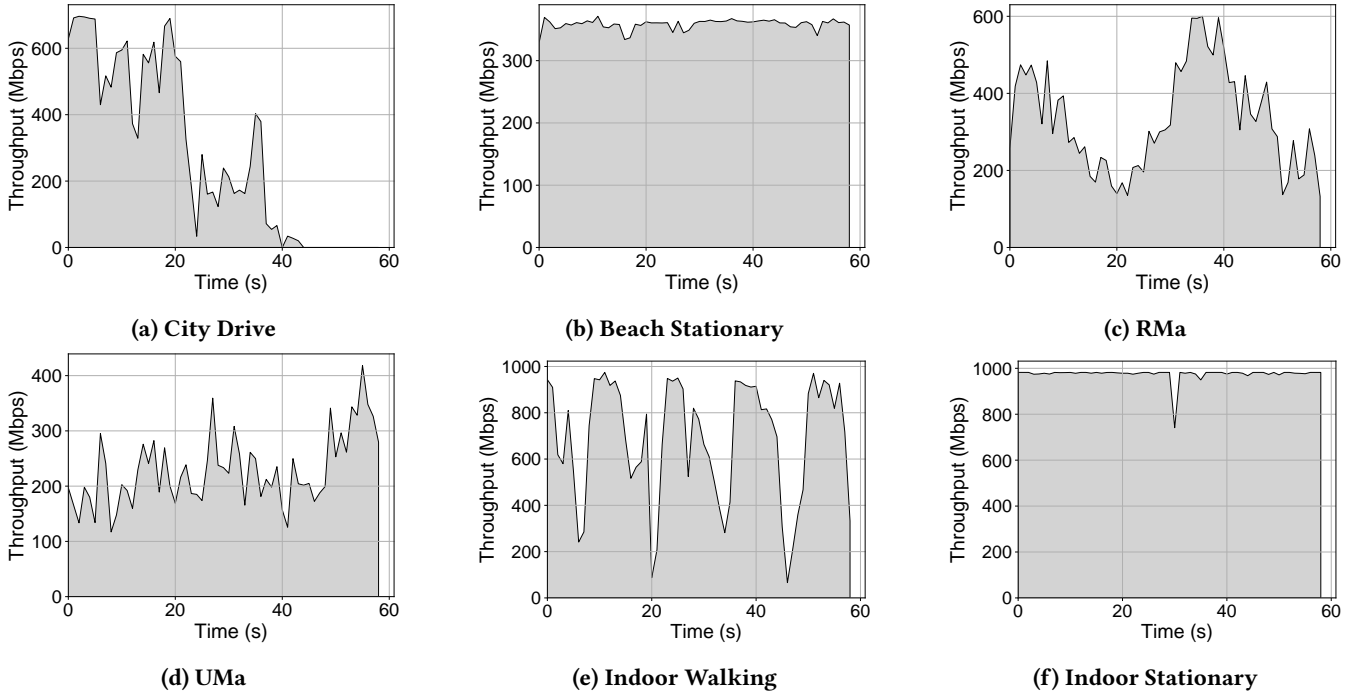 Throughput (Mbps)
600
400
200
0
0 20 40 60
Time (s)
(a) City Drive
Throughput (Mbps)
300
200
100
0
0 20 40 60
Time (s)
(b) Beach Stationary
Throughput (Mbps)
600
400
200
0
0 20 40 60
Time (s)
(c) RMa
Throughput (Mbps)
400
300
200
100
0
0 20 40 60
Time (s)
(d) UMa
Throughput (Mbps)
1000
800
600
400
200
0
0 20 40 60
Time (s)
(e) Indoor Walking
Throughput (Mbps)
1000
800
600
400
200
0
0 20 40 60
Time (s)
(f) Indoor Stationary